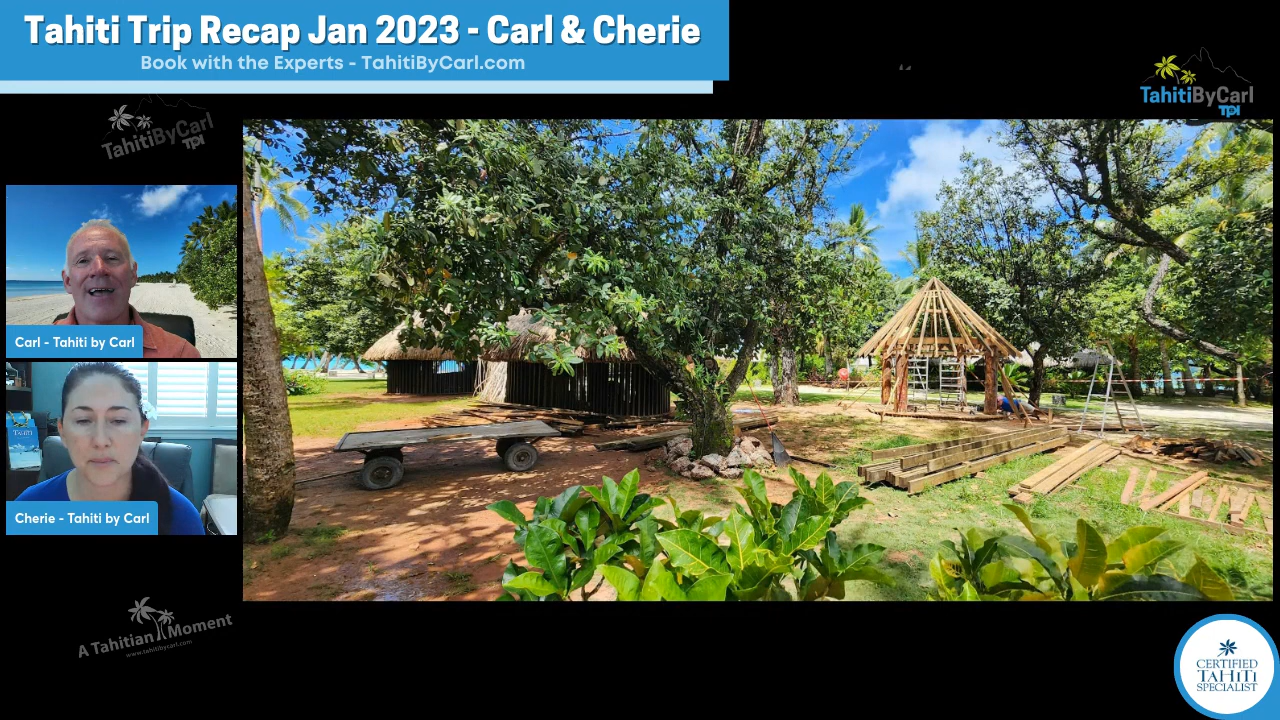 Tahiti Trip Recap Jan 2023 - Carl & Cherie
Book with the Experts - TahitiByCarl.com
TahitiByCarl
TPI
TahitiByCarl
TPI
Carl - Tahiti by Carl
TAHITI
Cherie - Tahiti by Carl
A Tahitian Moment
www.tahitibycarl.com
CERTIFIED
TAHITI
SPECIALIST